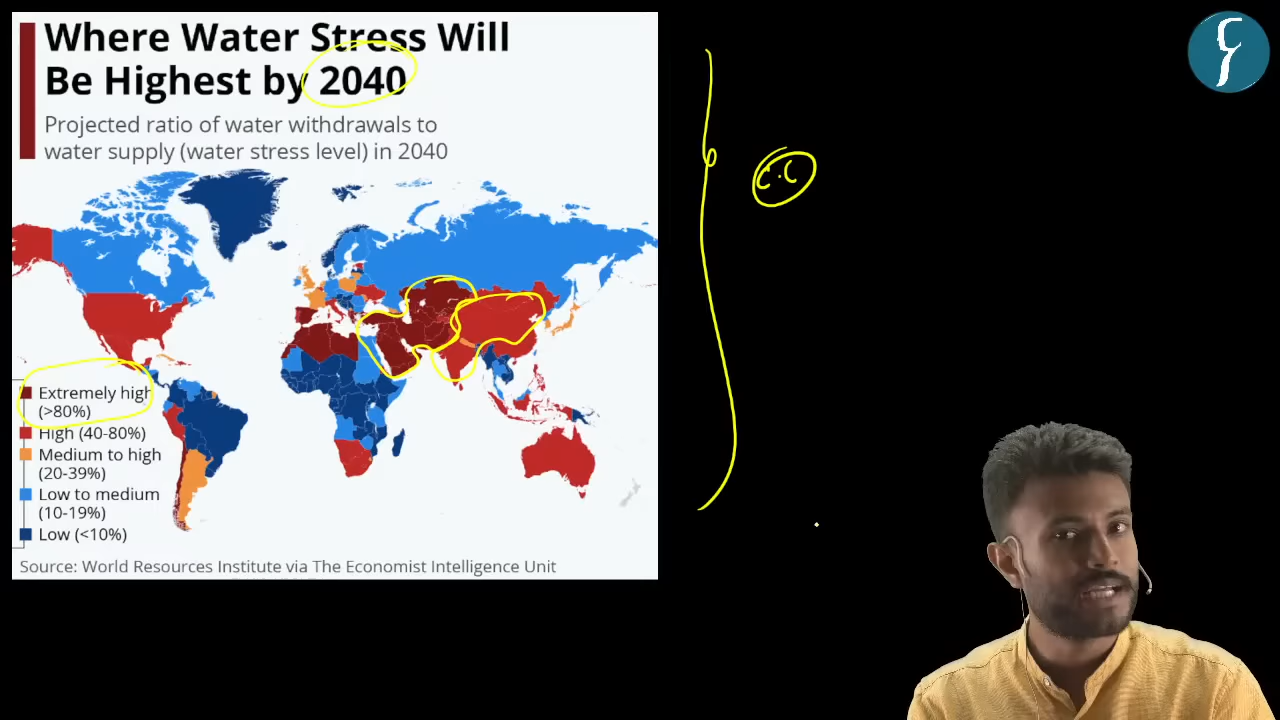 Where Water Stress Will
Be Highest by 2040
Projected ratio of water withdrawals to
water supply (water stress level) in 2040
C.C
Extremely high
(>80%)
High (40-80%)
Medium to high
(20-39%)
Low to medium
(10-19%)
Low (<10%)
Source: World Resources Institute via The Economist Intelligence Unit